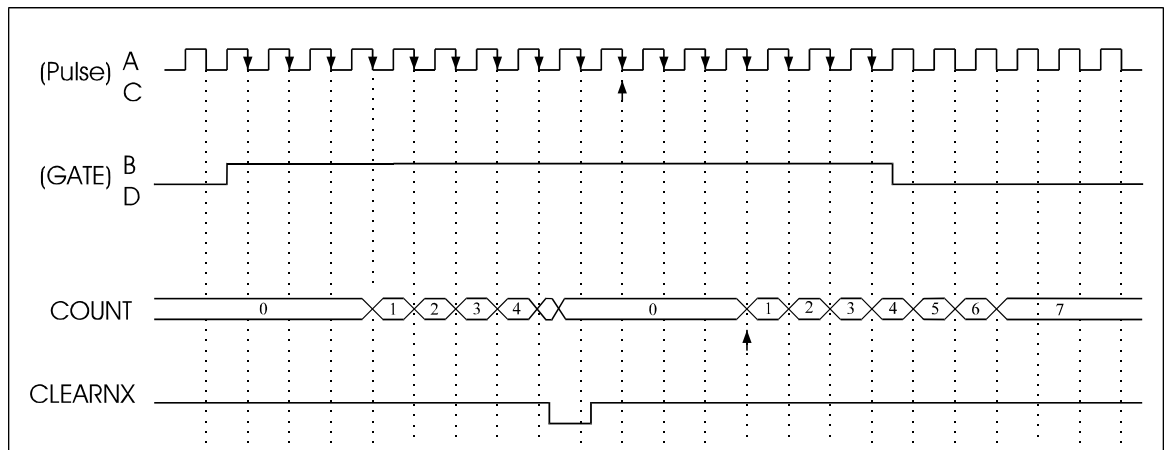 (Pulse) A
C
(GATE) B
D
COUNT 0 1 2 3 4 0 1 2 3 4 5 6 7
CLEARNX